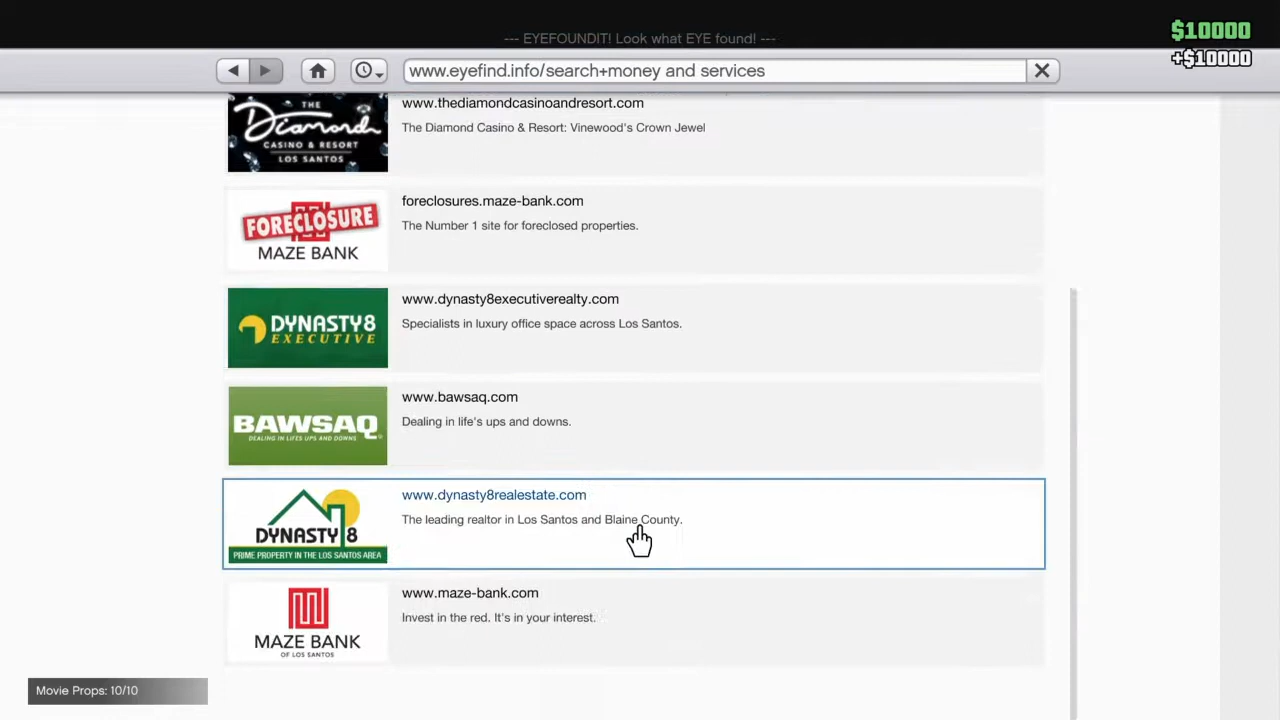 $10000
+$10000
--- EYEFOUNDIT! Look what EYE found! ---
www.eyefind.info/search+money and services
THE
Diamond
CASINO & RESORT
LOS SANTOS
www.thediamondcasinoandresort.com
The Diamond Casino & Resort: Vinewood's Crown Jewel
FORECLOSURE
MAZE BANK
foreclosures.maze-bank.com
The Number 1 site for foreclosed properties.
DYNASTY8
EXECUTIVE
www.dynasty8executiverealty.com
Specialists in luxury office space across Los Santos.
BAWSAQ
DEALING IN LIFES UPS AND DOWNS
www.bawsaq.com
Dealing in life's ups and downs.
DYNASTY 8
PRIME PROPERTY IN THE LOS SANTOS AREA
www.dynasty8realestate.com
The leading realtor in Los Santos and Blaine County.
MAZE BANK
OF LOS SANTOS
www.maze-bank.com
Invest in the red. It's in your interest.
Movie Props: 10/10